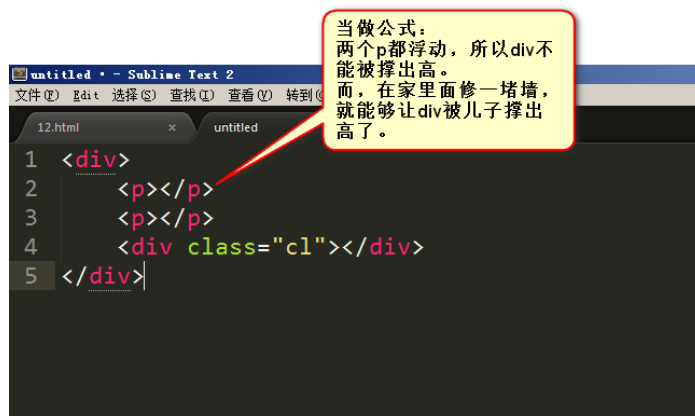 当做公式：
两个p都浮动，所以div不
能被撑出高。
而，在家里面修一堵墙，
就能够让div被儿子撑出
高了。
untitled • - Sublime Text 2
文件(F) Edit 选择(S) 查找(I) 查看(V) 转到(
12.html × untitled
1 <div>
2 <p></p>
3 <p></p>
4 <div class="cl"></div>
5 </div>